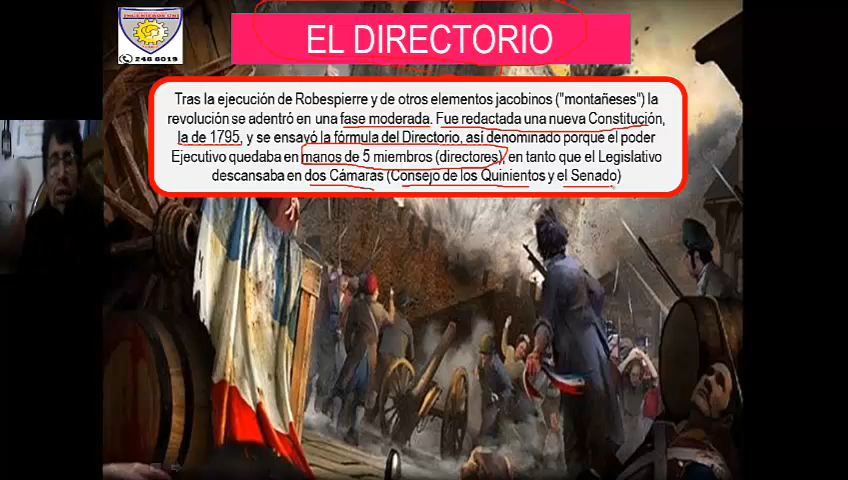 INGENIEROS UNI
246 6019
EL DIRECTORIO
Tras la ejecución de Robespierre y de otros elementos jacobinos ("montañeses") la
revolución se adentró en una fase moderada. Fue redactada una nueva Constitución,
la de 1795, y se ensayó la fórmula del Directorio, así denominado porque el poder
Ejecutivo quedaba en manos de 5 miembros (directores), en tanto que el Legislativo
descansaba en dos Cámaras (Consejo de los Quinientos y el Senado)